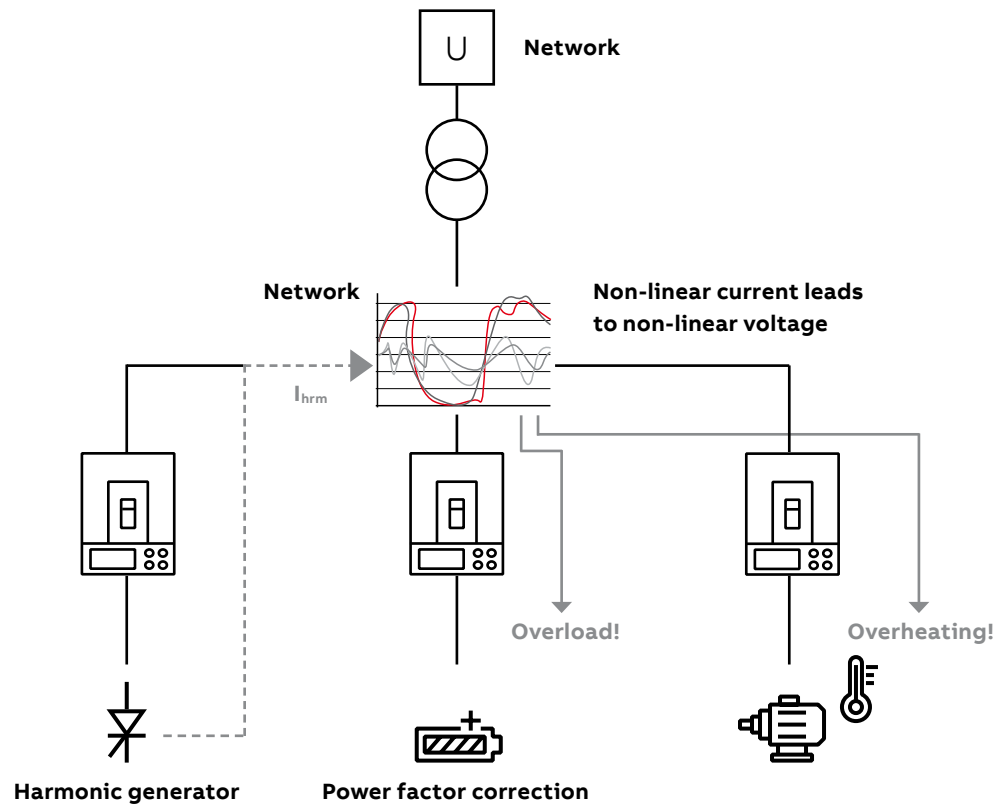 U
Network
Network
Non-linear current leads
to non-linear voltage
Ihrm
Overload!
Overheating!
Harmonic generator
Power factor correction